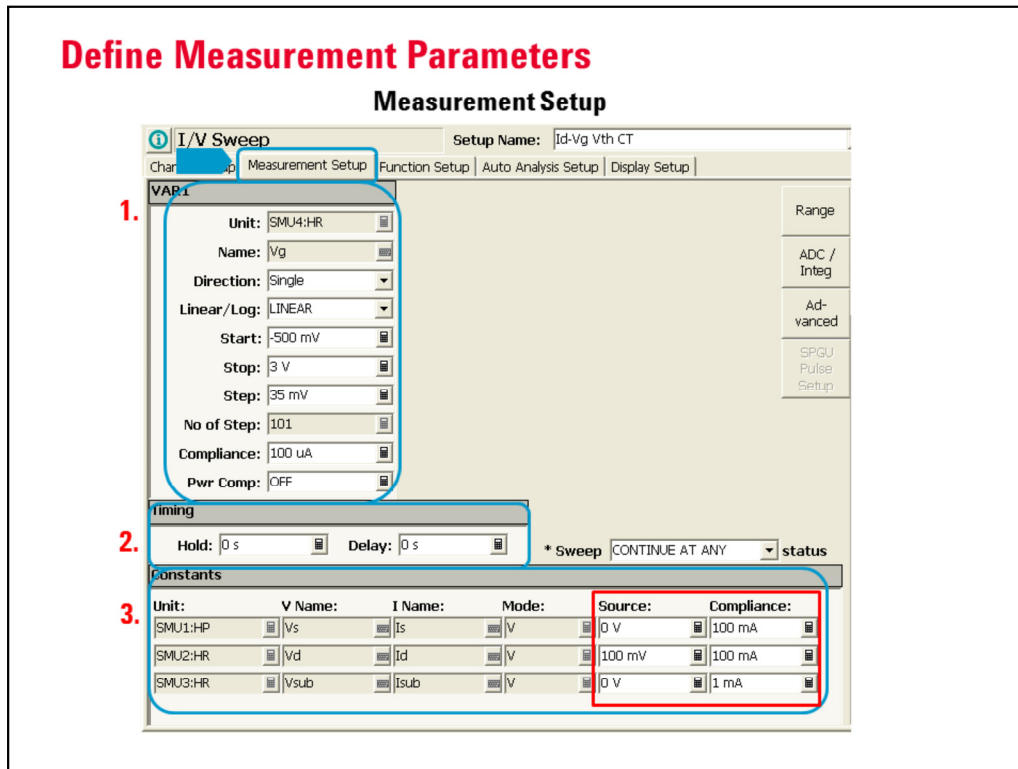 Define Measurement Parameters
Measurement Setup
I/V Sweep Setup Name: Id-Vg Vth CT
Measurement Setup Function Setup Auto Analysis Setup Display Setup
VAR1
1.
Unit: SMU4:HR
Name: Vg
Direction: Single
Linear/Log: LINEAR
Start: -500 mV
Stop: 3 V
Step: 35 mV
No of Step: 101
Compliance: 100 uA
Pwr Comp: OFF
Range
ADC /
Integ
Ad-
vanced
SPGU
Pulse
Setup
Timing
2. Hold: 0 s Delay: 0 s * Sweep CONTINUE AT ANY status
Constants
3.
Unit: V Name: I Name: Mode: Source: Compliance:
SMU1:HP Vs Is V 0 V 100 mA
SMU2:HR Vd Id V 100 mV 100 mA
SMU3:HR Vsub Isub V 0 V 1 mA